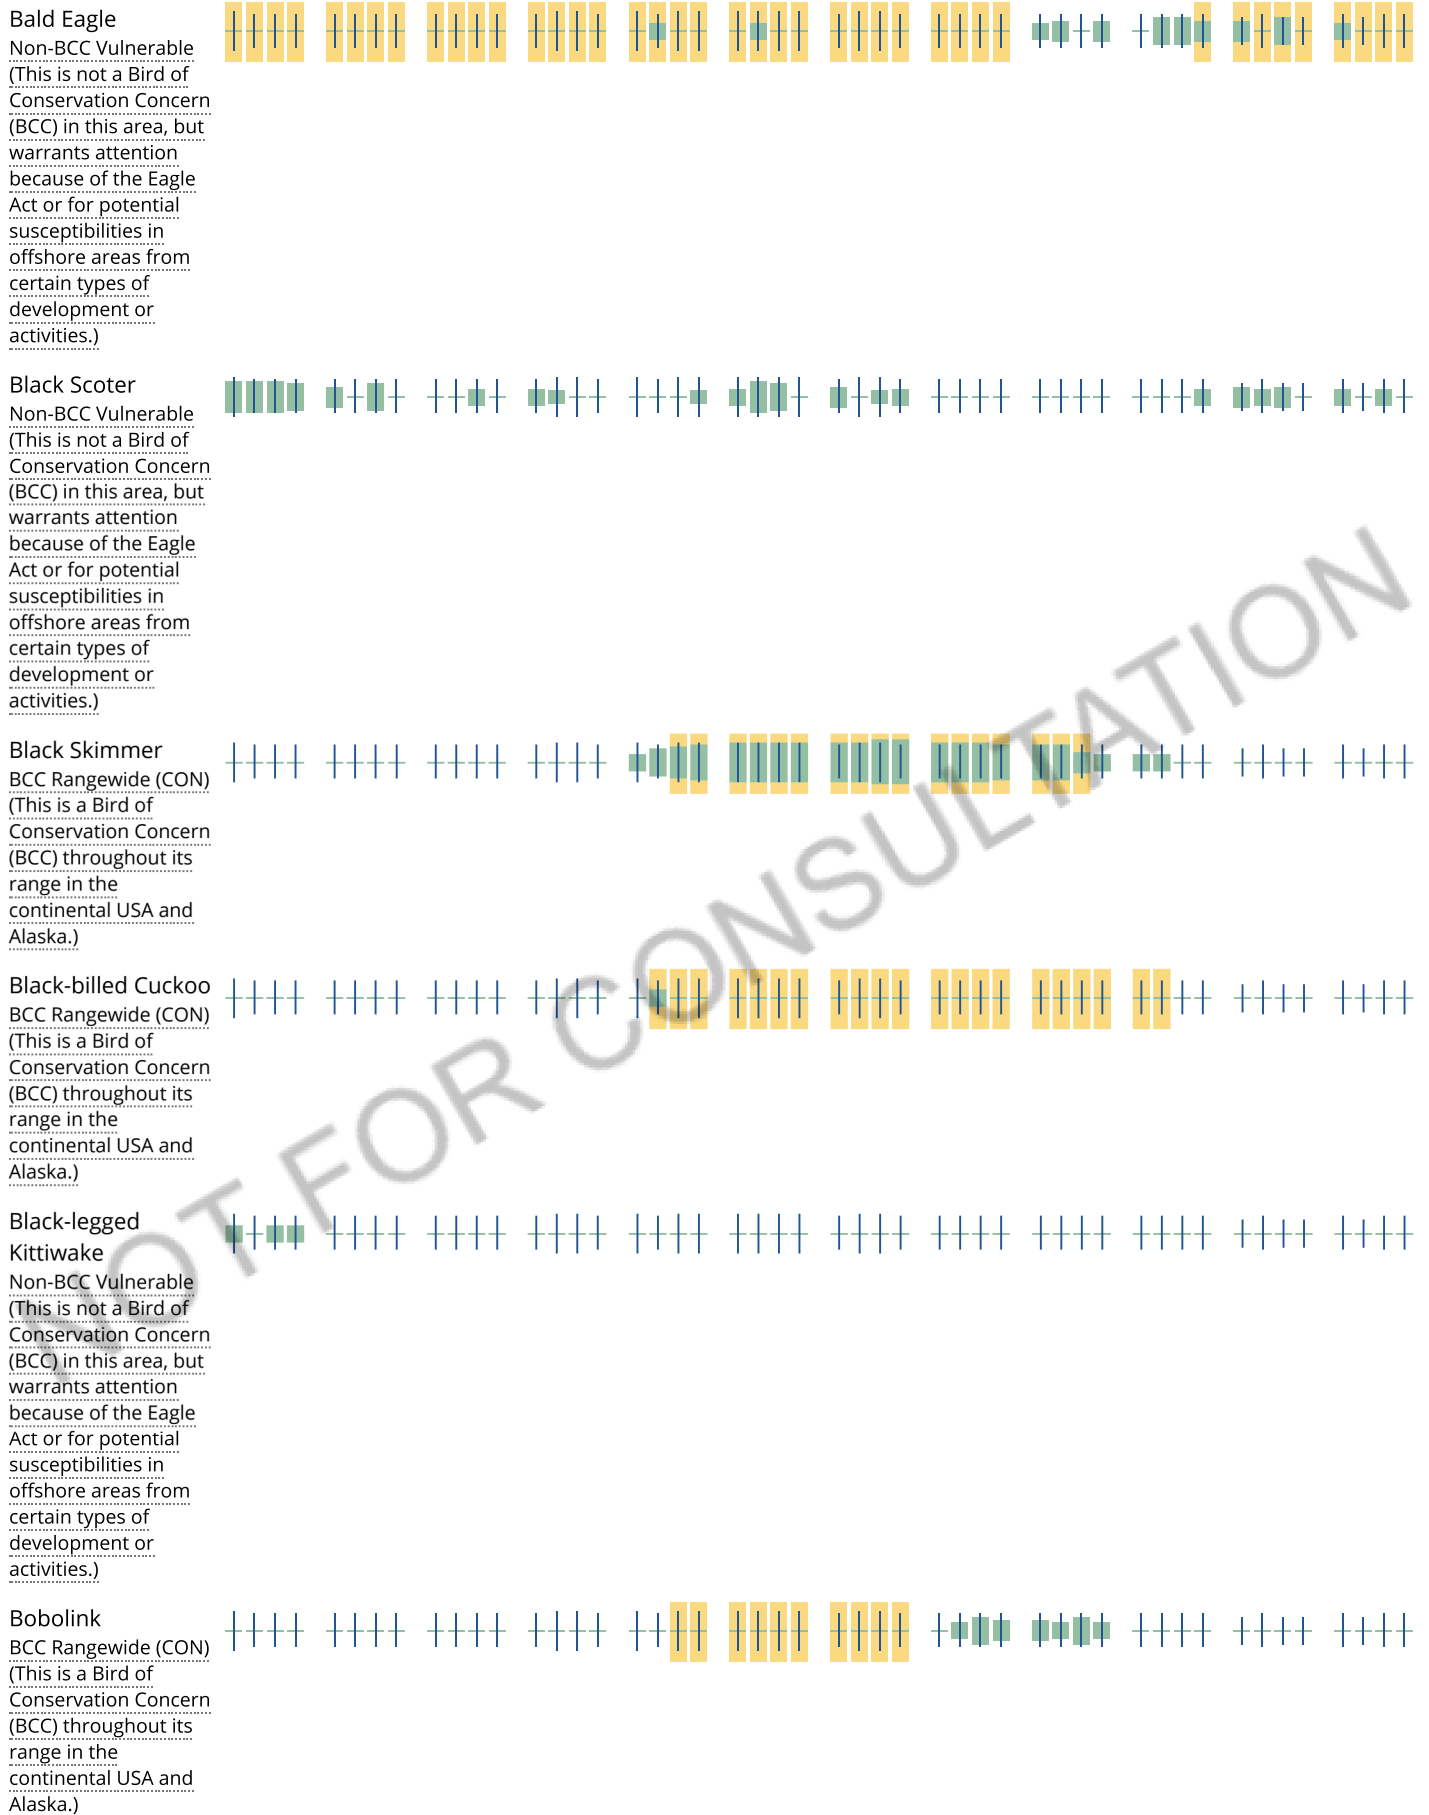 Bald Eagle
Non-BCC Vulnerable
(This is not a Bird of
Conservation Concern
(BCC) in this area, but
warrants attention
because of the Eagle
Act or for potential
susceptibilities in
offshore areas from
certain types of
development or
activities.)
Black Scoter
Non-BCC Vulnerable
(This is not a Bird of
Conservation Concern
(BCC) in this area, but
warrants attention
because of the Eagle
Act or for potential
susceptibilities in
offshore areas from
certain types of
development or
activities.)
Black Skimmer
BCC Rangewide (CON)
(This is a Bird of
Conservation Concern
(BCC) throughout its
range in the
continental USA and
Alaska.)
Black-billed Cuckoo
BCC Rangewide (CON)
(This is a Bird of
Conservation Concern
(BCC) throughout its
range in the
continental USA and
Alaska.)
Black-legged
Kittiwake
Non-BCC Vulnerable
(This is not a Bird of
Conservation Concern
(BCC) in this area, but
warrants attention
because of the Eagle
Act or for potential
susceptibilities in
offshore areas from
certain types of
development or
activities.)
Bobolink
BCC Rangewide (CON)
(This is a Bird of
Conservation Concern
(BCC) throughout its
range in the
continental USA and
Alaska.)
NOT FOR CONSULTATION